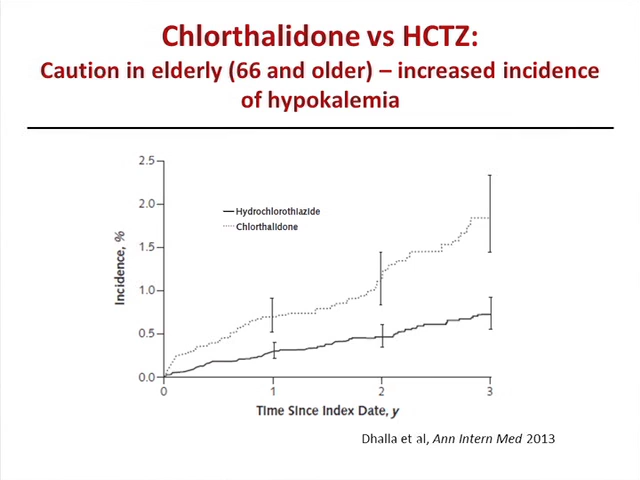 Chlorthalidone vs HCTZ:
Caution in elderly (66 and older) – increased incidence
of hypokalemia
2.5
2.0
1.5
1.0
0.5
0.0
Incidence, %
Hydrochlorothiazide
Chlorthalidone
0
1
2
3
Time Since Index Date, y
Dhalla et al, Ann Intern Med 2013